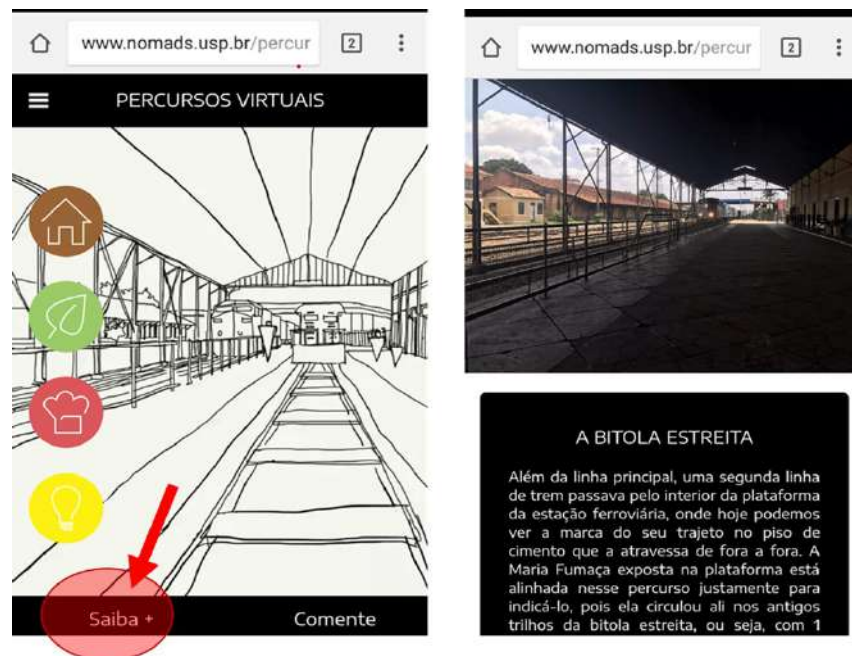 www.nomads.usp.br/percur
2
PERCURSOS VIRTUAIS
Saiba +
Comente
www.nomads.usp.br/percur
2
A BITOLA ESTREITA
Além da linha principal, uma segunda linha
de trem passava pelo interior da plataforma
da estação ferroviária, onde hoje podemos
ver a marca do seu trajeto no piso de
cimento que a atravessa de fora a fora. A
Maria Fumaça exposta na plataforma está
alinhada nesse percurso justamente para
indicá-lo, pois ela circulou ali nos antigos
trilhos da bitola estreita, ou seja, com 1